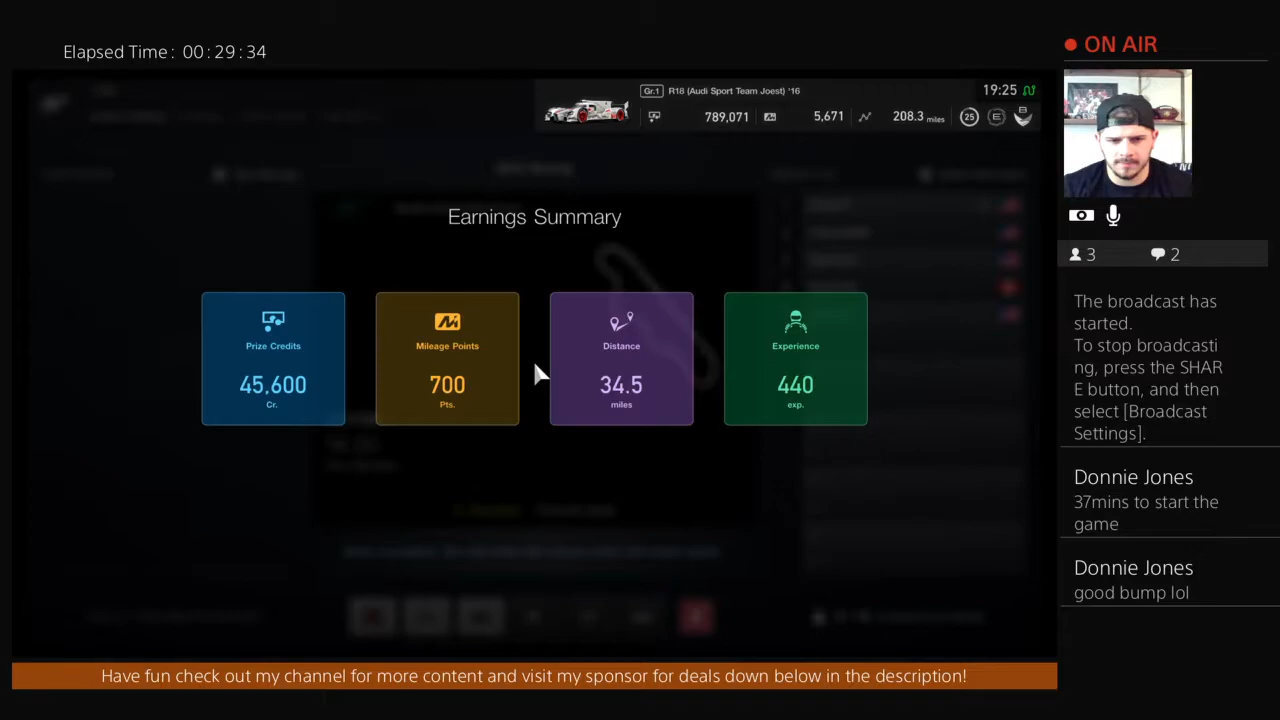 Elapsed Time: 00:29:34
ON AIR
Gr.1 R18 (Audi Sport Team Joest) '16
19:25
789,071
5,671
208.3 miles
25
E
B
Earnings Summary
Prize Credits
45,600
Cr.
Mileage Points
700
Pts.
Distance
34.5
miles
Experience
440
exp.
3
2
The broadcast has
started.
To stop broadcasti
ng, press the SHAR
E button, and then
select [Broadcast
Settings].
Donnie Jones
37mins to start the
game
Donnie Jones
good bump lol
Have fun check out my channel for more content and visit my sponsor for deals down below in the description!